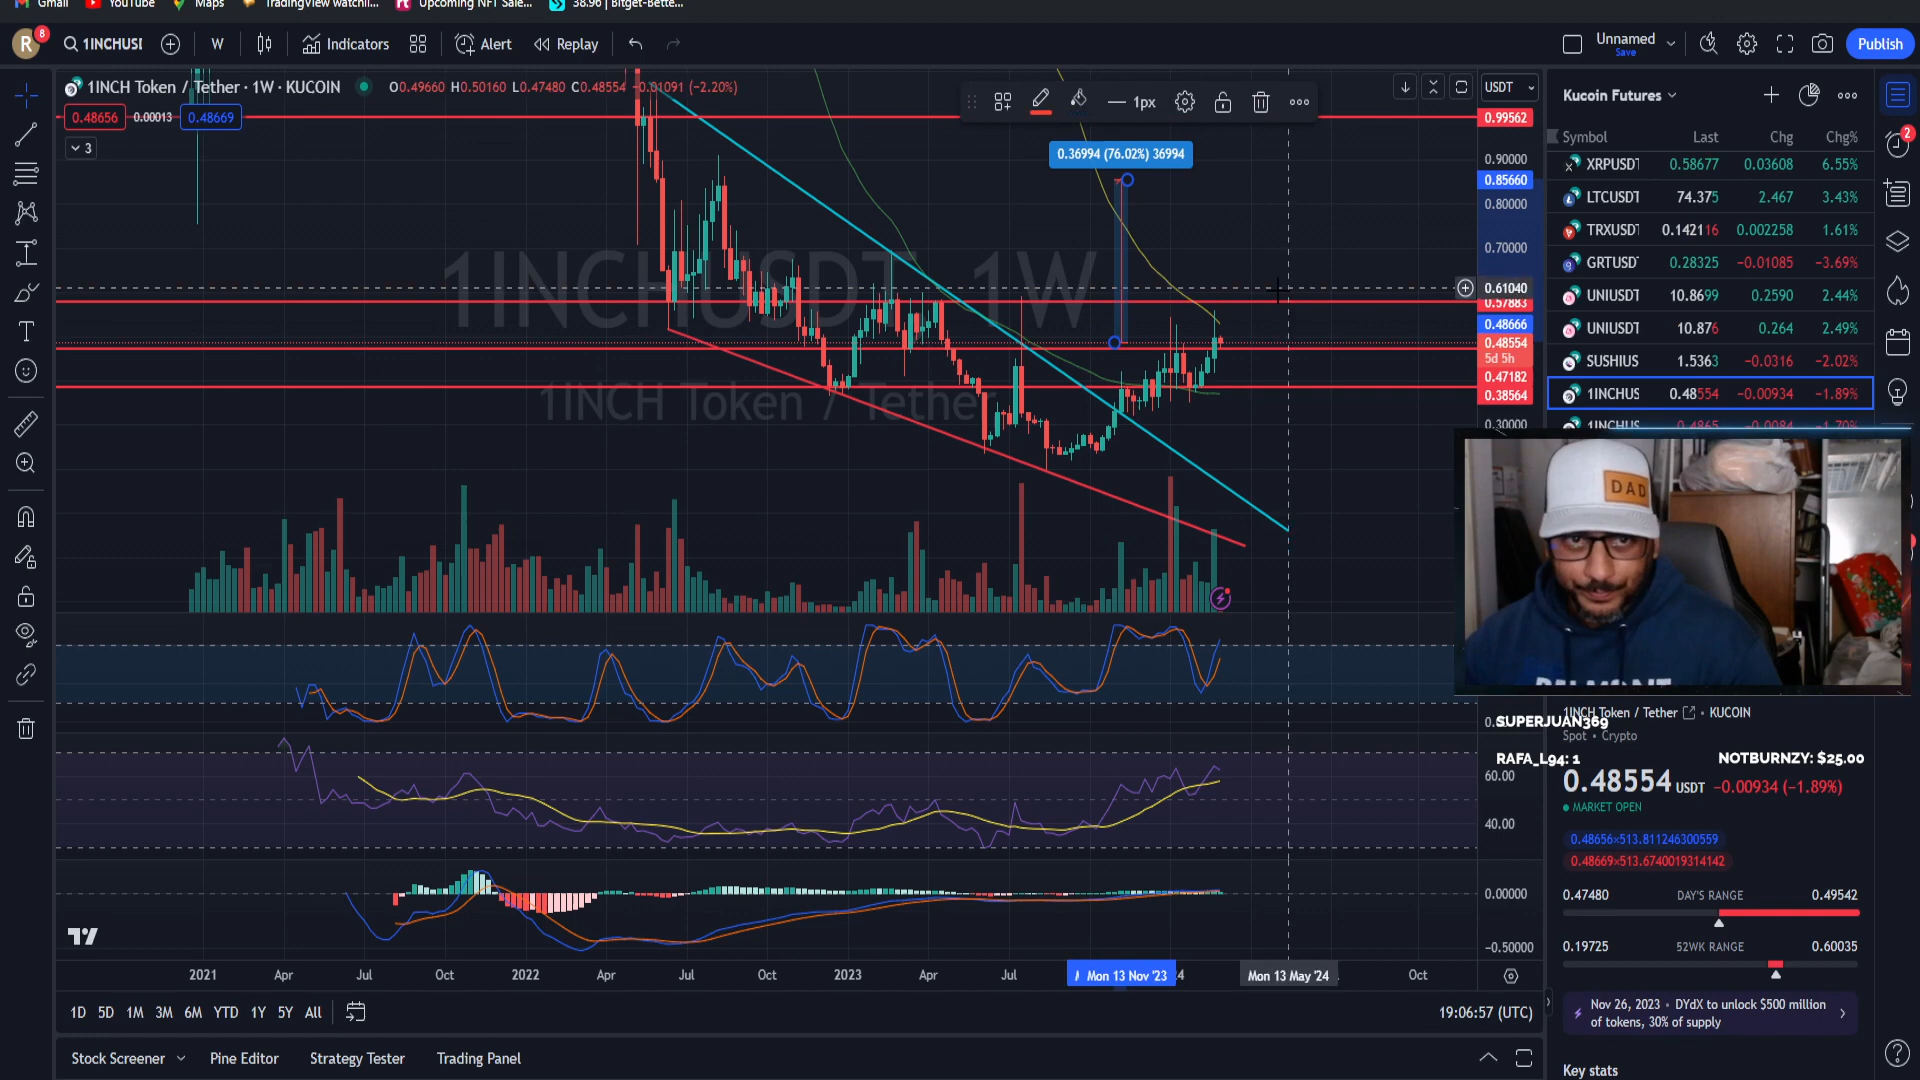 Gmail
YouTube
Maps
TradingView watchli...
Upcoming NFT Sale...
38.96 | Bitget-Bette...
R
8
1INCHUSI
W
Indicators
Alert
Replay
Unnamed
Save
Publish
1INCH Token / Tether · 1W · KUCOIN
O0.49660 H0.50160 L0.47480 C0.48554 −0.01091 (−2.20%)
0.48656
0.00013
0.48669
3
1px
USDT
0.36994 (76.02%) 36994
1INCHUSDT, 1W
1INCH Token / Tether
0.99562
0.90000
0.85660
0.80000
0.70000
0.61040
0.57883
0.48666
0.48554
5d 5h
0.47182
0.38564
0.30000
60.00
40.00
0.00000
−0.50000
2021
Apr
Jul
Oct
2022
Apr
Jul
Oct
2023
Apr
Jul
Mon 13 Nov '23
Mon 13 May '24
Oct
1D
5D
1M
3M
6M
YTD
1Y
5Y
All
19:06:57 (UTC)
Stock Screener
Pine Editor
Strategy Tester
Trading Panel
Kucoin Futures
2
Symbol Last Chg Chg%
XRPUSDT 0.58677 0.03608 6.55%
LTCUSDT 74.375 2.467 3.43%
TRXUSDT 0.142116 0.002258 1.61%
GRTUSDT 0.28325 −0.01085 −3.69%
UNIUSDT 10.8699 0.2590 2.44%
UNIUSDT 10.876 0.264 2.49%
SUSHIUS 1.5363 −0.0316 −2.02%
1INCHUS 0.48554 −0.00934 −1.89%
1INCHUS 0.4865 −0.0084 −1.70%
DAD
1INCH Token / Tether • KUCOIN
SUPERJUAN369
Spot • Crypto
RAFA_L94: 1
NOTBURNZY: $25.00
0.48554 USDT −0.00934 (−1.89%)
MARKET OPEN
0.48656×513.811246300559
0.48669×513.6740019314142
0.47480 DAY'S RANGE 0.49542
0.19725 52WK RANGE 0.60035
Nov 26, 2023 • DYdX to unlock $500 million
of tokens, 30% of supply
Key stats